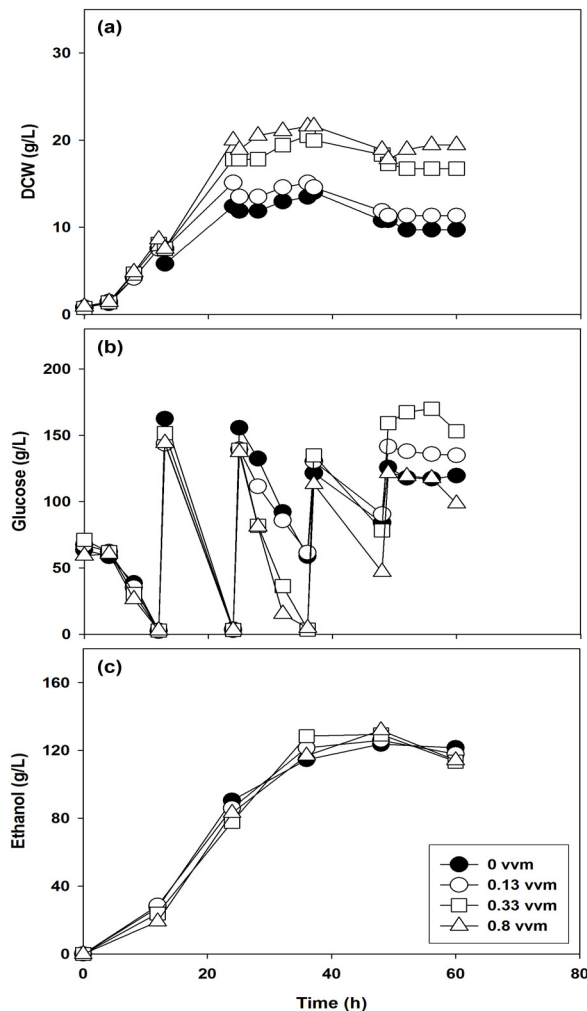 (a)
30
20
10
0
DCW (g/L)
(b)
200
150
100
50
0
Glucose (g/L)
(c)
160
120
80
40
0
Ethanol (g/L)
0 vvm
0.13 vvm
0.33 vvm
0.8 vvm
0 20 40 60 80
Time (h)